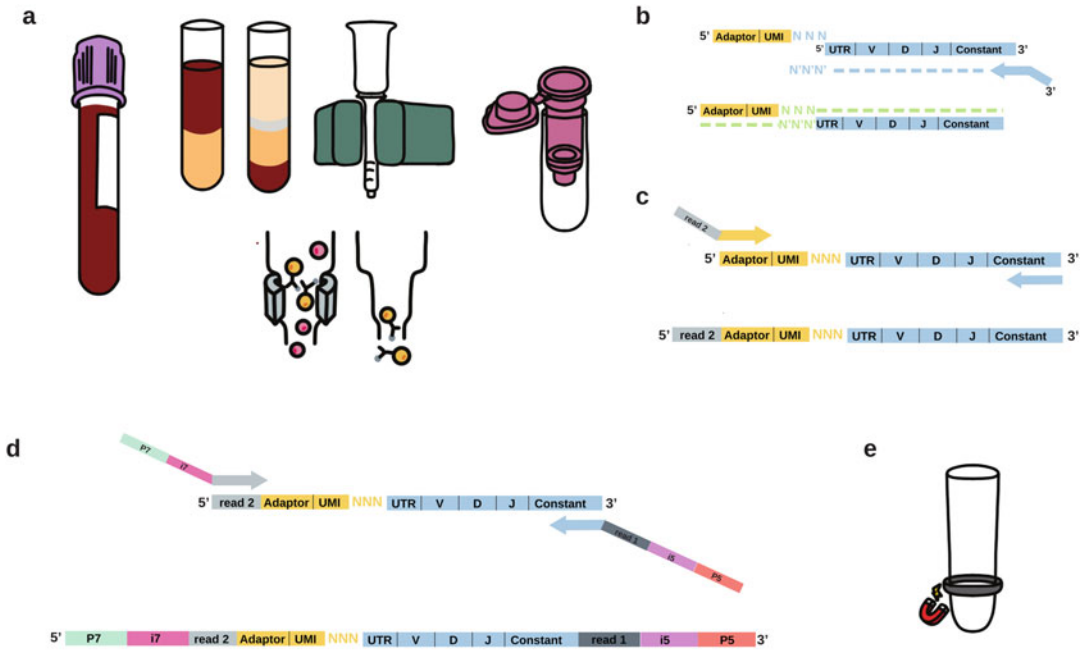 a
b
5' Adaptor UMI N N N
5' UTR V D J Constant 3'
N'N'N'
3'
Adaptor UMI N N N
N'N'N' UTR V D J Constant
c
read 2
5' Adaptor UMI NNN UTR V D J Constant 3'
5' read 2 Adaptor UMI NNN UTR V D J Constant 3'
d
P7 i7
5' read 2 Adaptor UMI NNN UTR V D J Constant 3'
read 1 i5 P5
5' P7 i7 read 2 Adaptor UMI NNN UTR V D J Constant read 1 i5 P5 3'
e